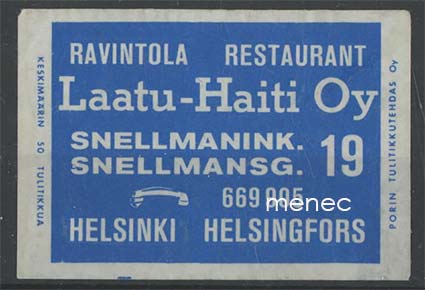 RAVINTOLA RESTAURANT
Laatu-Haiti Oy
SNELLMANINK.
SNELLMANSG. 19
669 005
menec
HELSINKI HELSINGFORS
KESKIMÄÄRIN 50 TULITIKKUA
PORIN TULITIKKUTEHDAS Oy